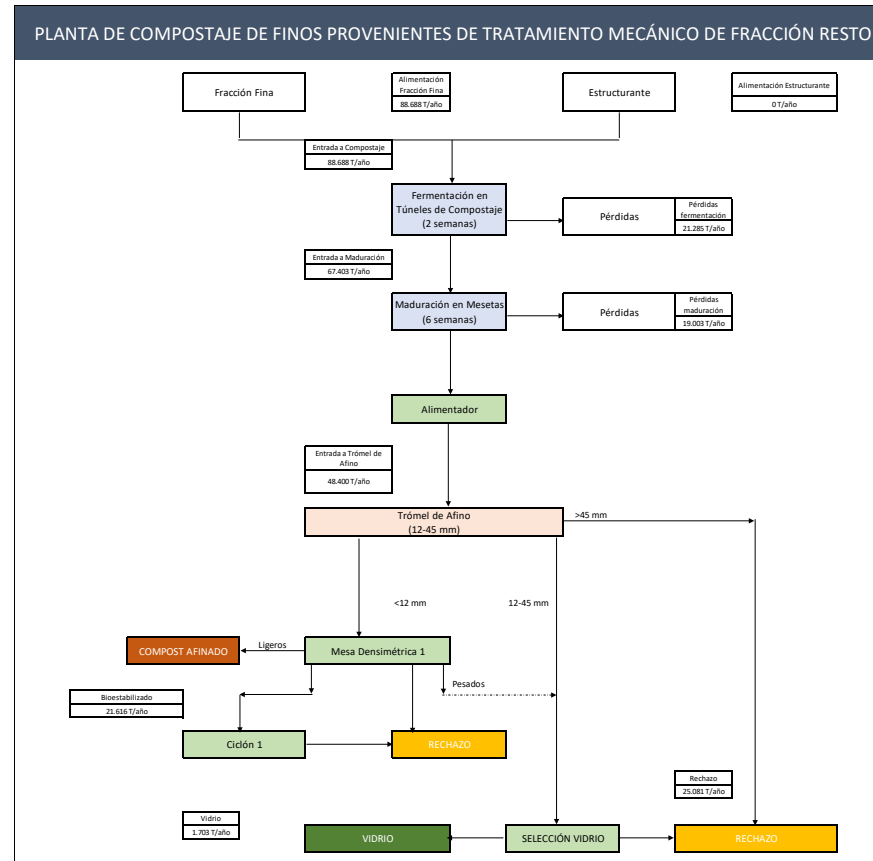 PLANTA DE COMPOSTAJE DE FINOS PROVENIENTES DE TRATAMIENTO MECÁNICO DE FRACCIÓN RESTO
Fracción Fina
Alimentación
Fracción Fina
88.688 T/año
Estructurante
Alimentación Estructurante
0 T/año
Entrada a Compostaje
88.688 T/año
Fermentación en
Túneles de Compostaje
(2 semanas)
Pérdidas
Pérdidas
fermentación
21.285 T/año
Entrada a Maduración
67.403 T/año
Maduración en Mesetas
(6 semanas)
Pérdidas
Pérdidas
maduración
19.003 T/año
Alimentador
Entrada a Trómel de
Afino
48.400 T/año
Trómel de Afino
(12-45 mm)
>45 mm
<12 mm
12-45 mm
COMPOST AFINADO
Ligeros
Mesa Densimétrica 1
Pesados
Bioestabilizado
21.616 T/año
Ciclón 1
RECHAZO
Rechazo
25.081 T/año
Vidrio
1.703 T/año
VIDRIO
SELECCIÓN VIDRIO
RECHAZO